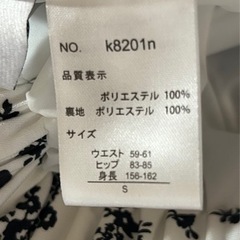 NO. k8201n
品質表示
ポリエステル 100%
裏地 ポリエステル 100%
サイズ
ウエスト 59-61
ヒップ 83-85
身長 156-162
S